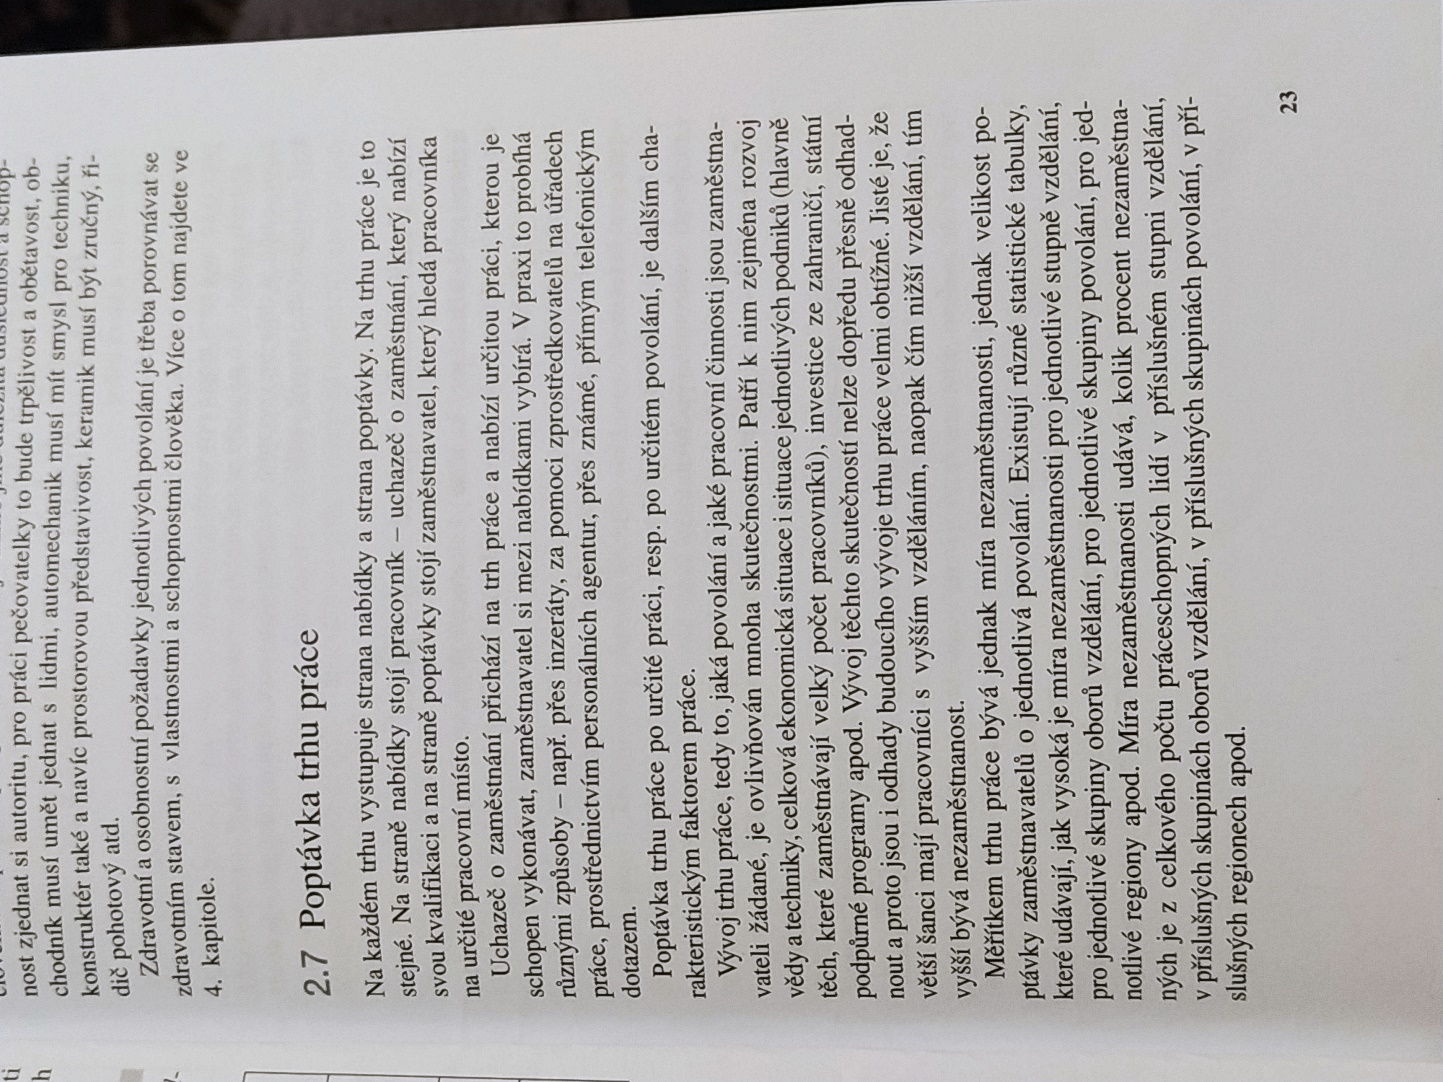 nost zjednat si autoritu, pro práci pečovatelky to bude trpělivost a obětavost, ob-
chodník musí umět jednat s lidmi, automechanik musí mít smysl pro techniku,
konstruktér také a navíc prostorovou představivost, keramik musí být zručný, ři-
dič pohotový atd.
Zdravotní a osobnostní požadavky jednotlivých povolání je třeba porovnávat se
zdravotním stavem, s vlastnostmi a schopnostmi člověka. Více o tom najdete ve
4. kapitole.
2.7 Poptávka trhu práce
Na každém trhu vystupuje strana nabídky a strana poptávky. Na trhu práce je to
stejné. Na straně nabídky stojí pracovník – uchazeč o zaměstnání, který nabízí
svou kvalifikaci a na straně poptávky stojí zaměstnavatel, který hledá pracovníka
na určité pracovní místo.
Uchazeč o zaměstnání přichází na trh práce a nabízí určitou práci, kterou je
schopen vykonávat, zaměstnavatel si mezi nabídkami vybírá. V praxi to probíhá
různými způsoby – např. přes inzeráty, za pomoci zprostředkovatelů na úřadech
práce, prostřednictvím personálních agentur, přes známé, přímým telefonickým
dotazem.
Poptávka trhu práce po určité práci, resp. po určitém povolání, je dalším cha-
rakteristickým faktorem práce.
Vývoj trhu práce, tedy to, jaká povolání a jaké pracovní činnosti jsou zaměstna-
vateli žádané, je ovlivňován mnoha skutečnostmi. Patří k nim zejména rozvoj
vědy a techniky, celková ekonomická situace i situace jednotlivých podniků (hlavně
těch, které zaměstnávají velký počet pracovníků), investice ze zahraničí, státní
podpůrné programy apod. Vývoj těchto skutečností nelze dopředu přesně odhad-
nout a proto jsou i odhady budoucího vývoje trhu práce velmi obtížné. Jisté je, že
větší šanci mají pracovníci s vyšším vzděláním, naopak čím nižší vzdělání, tím
vyšší bývá nezaměstnanost.
Měřítkem trhu práce bývá jednak míra nezaměstnanosti, jednak velikost po-
ptávky zaměstnavatelů o jednotlivá povolání. Existují různé statistické tabulky,
které udávají, jak vysoká je míra nezaměstnanosti pro jednotlivé stupně vzdělání,
pro jednotlivé skupiny oborů vzdělání, pro jednotlivé skupiny povolání, pro jed-
notlivé regiony apod. Míra nezaměstnanosti udává, kolik procent nezaměstna-
ných je z celkového počtu práceschopných lidí v příslušném stupni vzdělání,
v příslušných skupinách oborů vzdělání, v příslušných skupinách povolání, v pří-
slušných regionech apod.
23